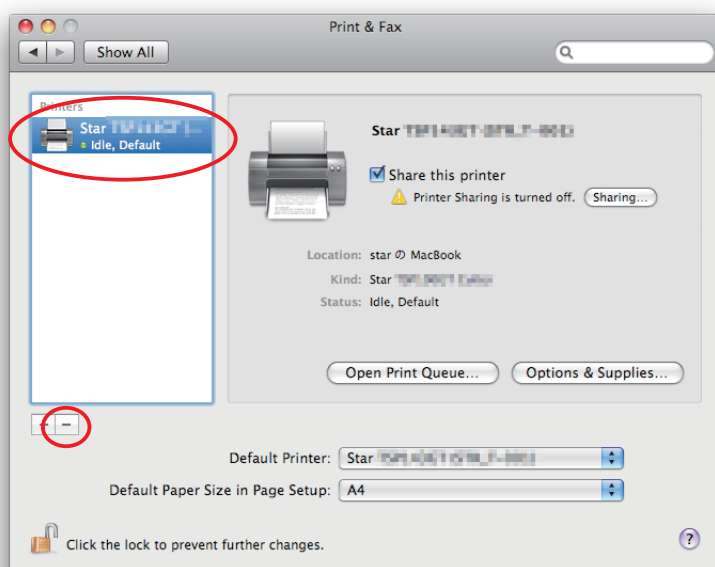 Print & Fax
Show All
Printers
Star
Idle, Default
Star
Share this printer
Printer Sharing is turned off. Sharing...
Location: star の MacBook
Kind: Star
Status: Idle, Default
Open Print Queue... Options & Supplies...
+ −
Default Printer: Star
Default Paper Size in Page Setup: A4
Click the lock to prevent further changes. ?